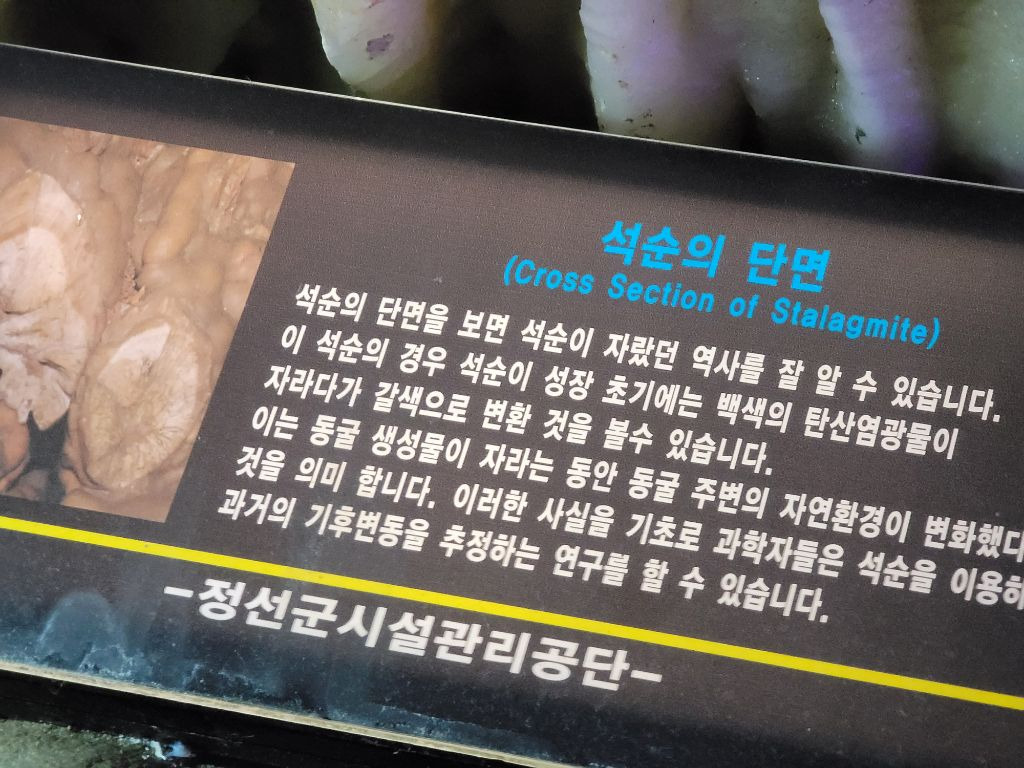 석순의 단면
(Cross Section of Stalagmite)
석순의 단면을 보면 석순이 자랐던 역사를 잘 알 수 있습니다.
이 석순의 경우 석순이 성장 초기에는 백색의 탄산염광물이
자라다가 갈색으로 변환 것을 볼수 있습니다.
이는 동굴 생성물이 자라는 동안 동굴 주변의 자연환경이 변화했다
것을 의미 합니다. 이러한 사실을 기초로 과학자들은 석순을 이용하
과거의 기후변동을 추정하는 연구를 할 수 있습니다.
-정선군시설관리공단-